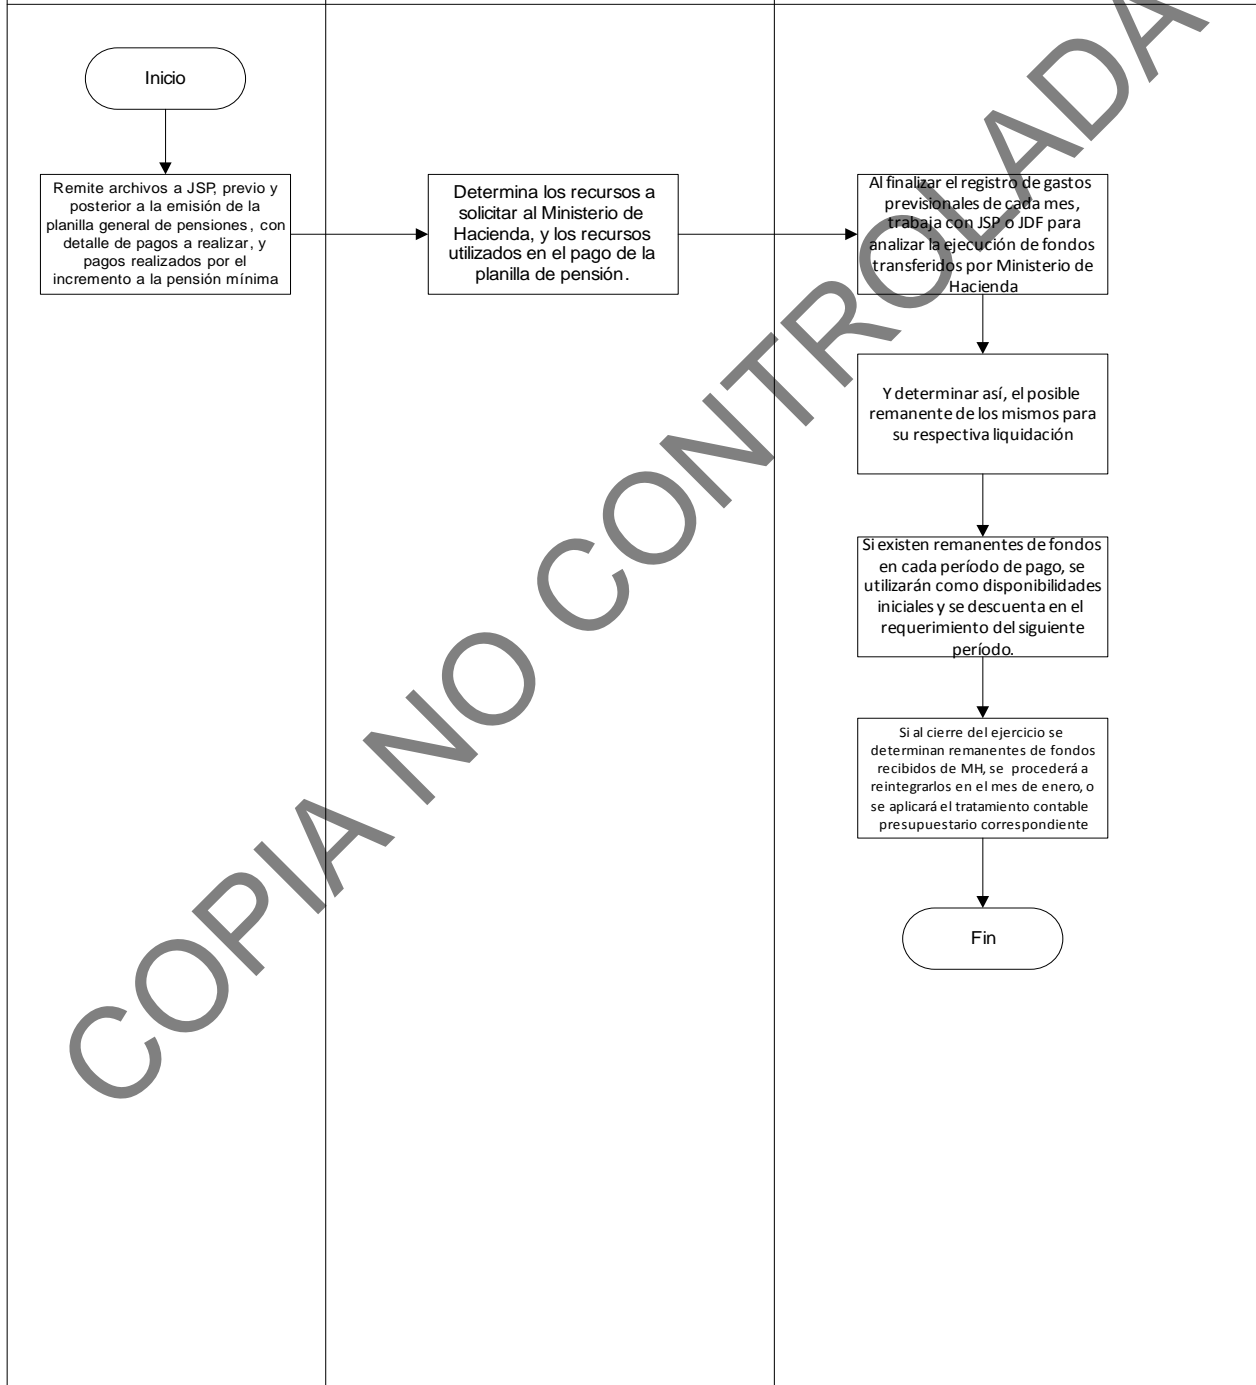 Inicio
Remite archivos a JSP, previo y
posterior a la emisión de la
planilla general de pensiones, con
detalle de pagos a realizar, y
pagos realizados por el
incremento a la pensión mínima
Determina los recursos a
solicitar al Ministerio de
Hacienda, y los recursos
utilizados en el pago de la
planilla de pensión.
Al finalizar el registro de gastos
previsionales de cada mes,
trabaja con JSP o JDF para
analizar la ejecución de fondos
transferidos por Ministerio de
Hacienda
Y determinar así, el posible
remanente de los mismos para
su respectiva liquidación
Si existen remanentes de fondos
en cada período de pago, se
utilizarán como disponibilidades
iniciales y se descuenta en el
requerimiento del siguiente
período.
Si al cierre del ejercicio se
determinan remanentes de fondos
recibidos de MH, se procederá a
reintegrarlos en el mes de enero, o
se aplicará el tratamiento contable
presupuestario correspondiente
Fin
COPIA NO CONTROLADA